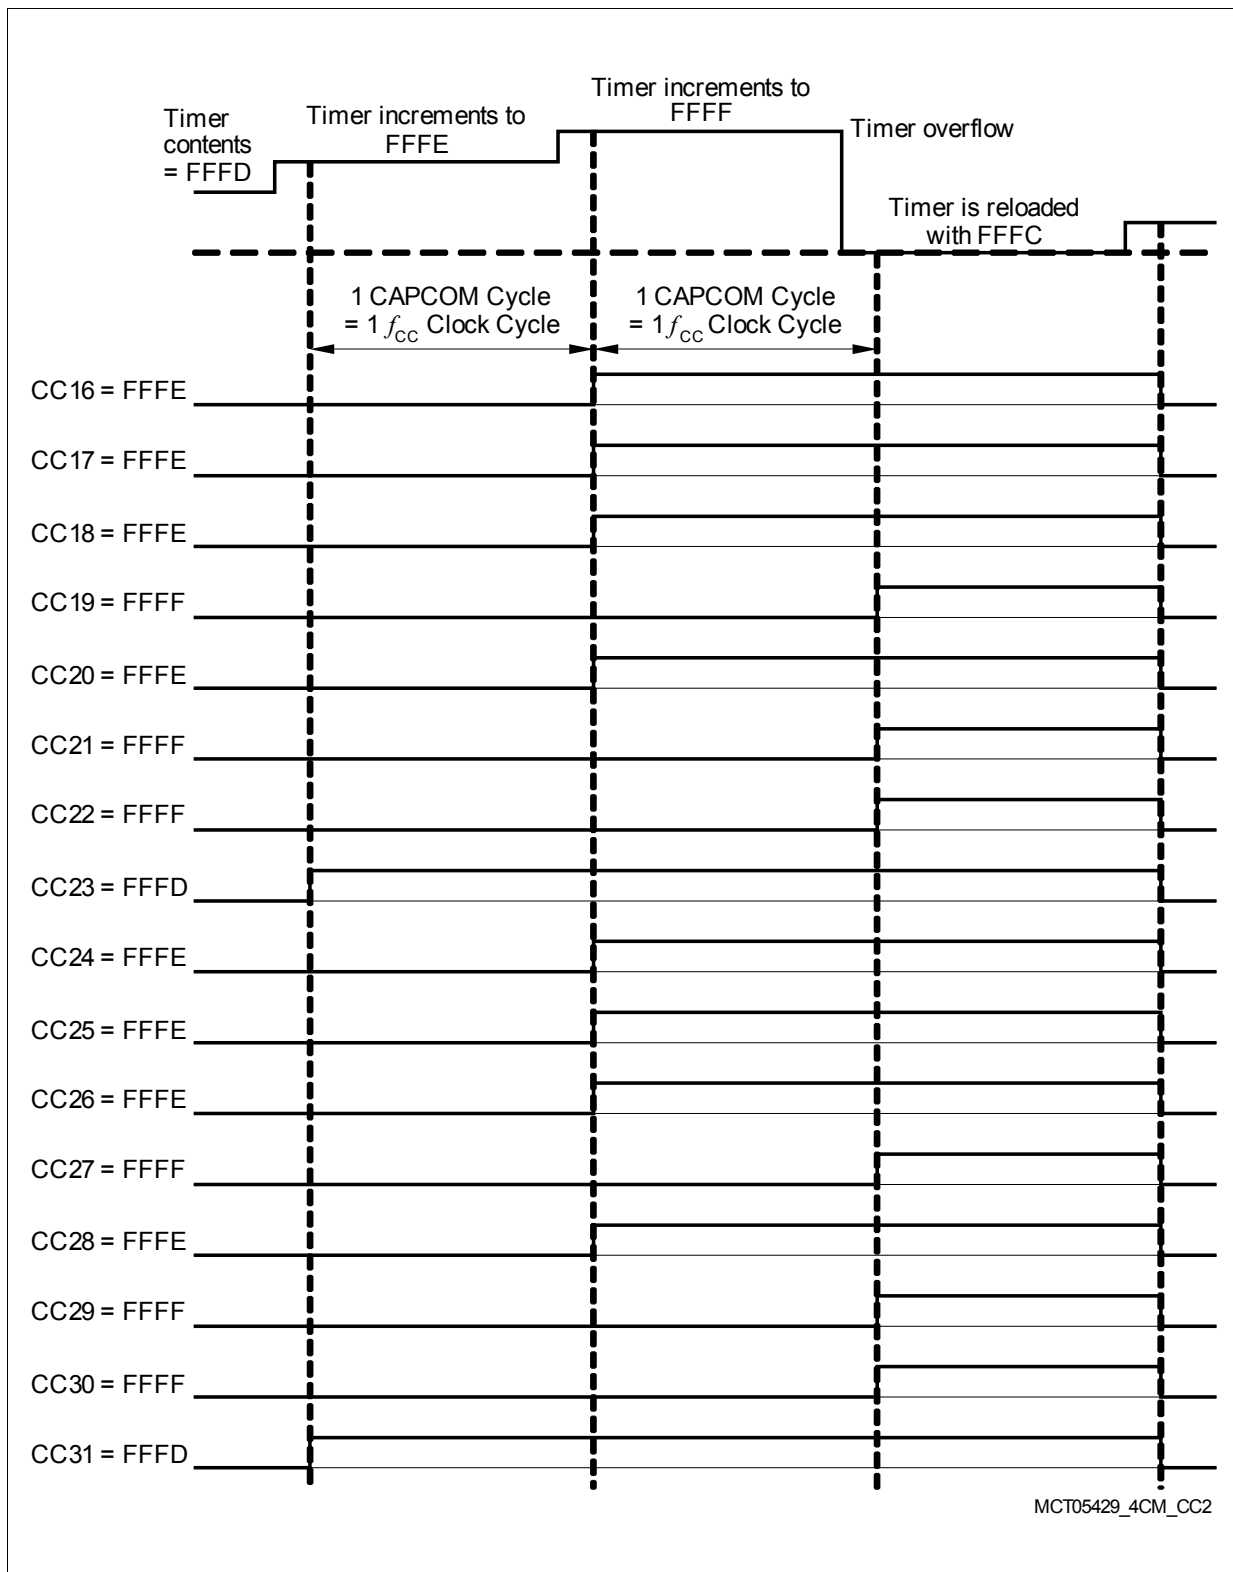 Timer
contents
= FFFD
Timer increments to
FFFE
Timer increments to
FFFF
Timer overflow
Timer is reloaded
with FFFC
1 CAPCOM Cycle
= 1 fCC Clock Cycle
1 CAPCOM Cycle
= 1 fCC Clock Cycle
CC16 = FFFE
CC17 = FFFE
CC18 = FFFE
CC19 = FFFF
CC20 = FFFE
CC21 = FFFF
CC22 = FFFF
CC23 = FFFD
CC24 = FFFE
CC25 = FFFE
CC26 = FFFE
CC27 = FFFF
CC28 = FFFE
CC29 = FFFF
CC30 = FFFF
CC31 = FFFD
MCT05429_4CM_CC2